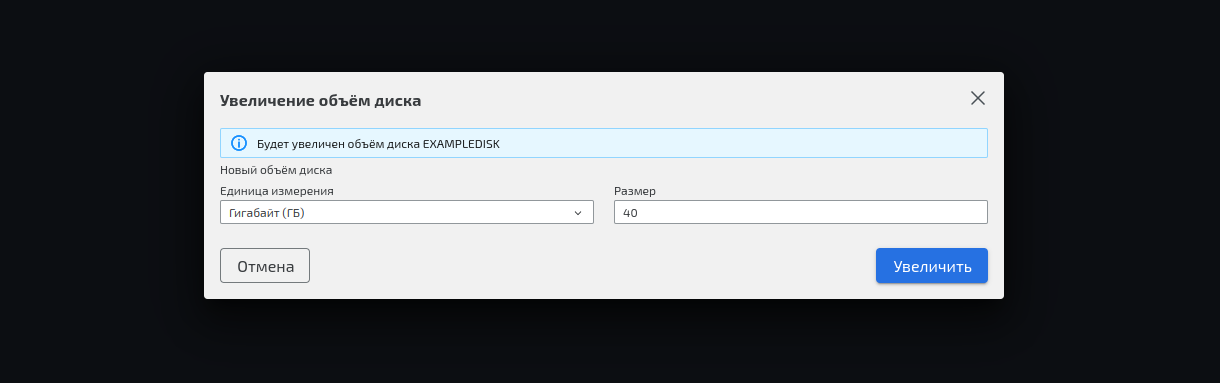 Увеличение объём диска
Будет увеличен объём диска EXAMPLEDISK
Новый объём диска
Единица измерения
Размер
Гигабайт (ГБ)
40
Отмена
Увеличить